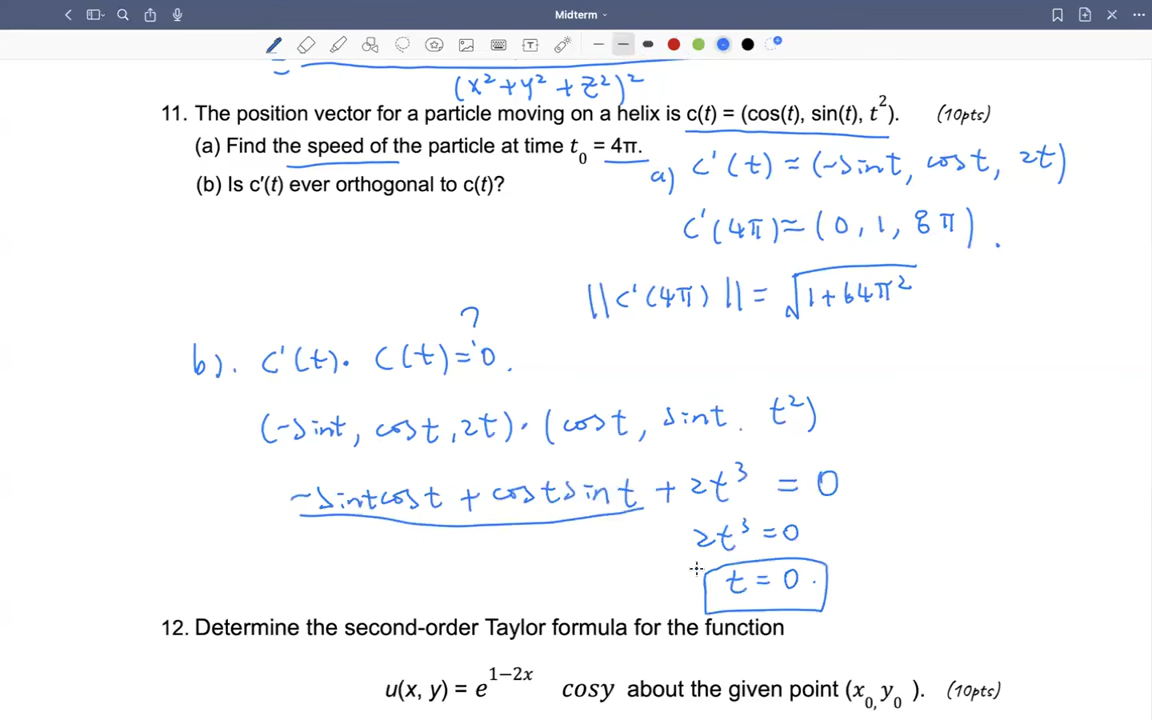 Midterm
(x² + y² + z²)²
11. The position vector for a particle moving on a helix is c(t) = (cos(t), sin(t), t²). (10pts)
(a) Find the speed of the particle at time t₀ = 4π.
(b) Is c′(t) ever orthogonal to c(t)?
a) c'(t) = (-sint, cost, 2t)
c'(4π) = (0, 1, 8π).
||c'(4π)|| = √1+64π²
?
b). c'(t)· c(t) = 0.
(-sint, cost, 2t)· (cost, sint. t²)
-sintcost + costsint + 2t³ = 0
2t³ = 0
t = 0.
12. Determine the second-order Taylor formula for the function
u(x, y) = e¹⁻²ˣ cosy about the given point (x₀, y₀ ). (10pts)